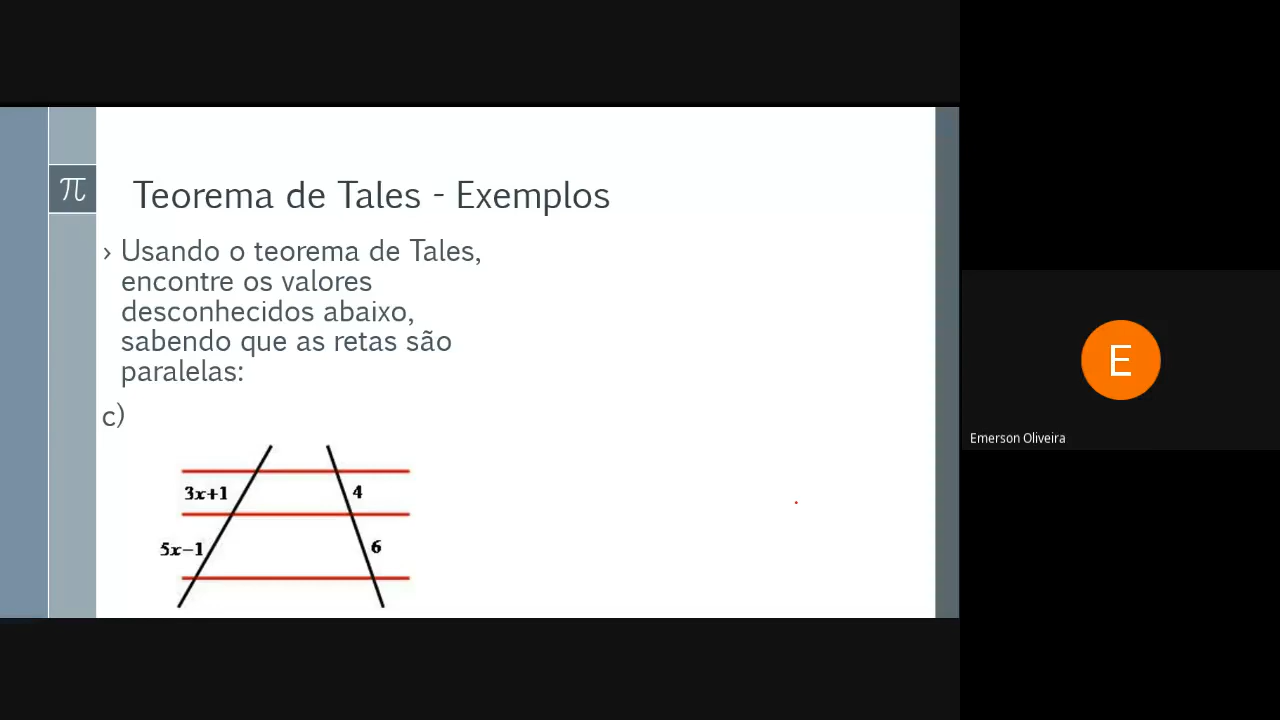 π
Teorema de Tales - Exemplos
› Usando o teorema de Tales,
encontre os valores
desconhecidos abaixo,
sabendo que as retas são
paralelas:
c)
3x+1
4
5x−1
6
E
Emerson Oliveira